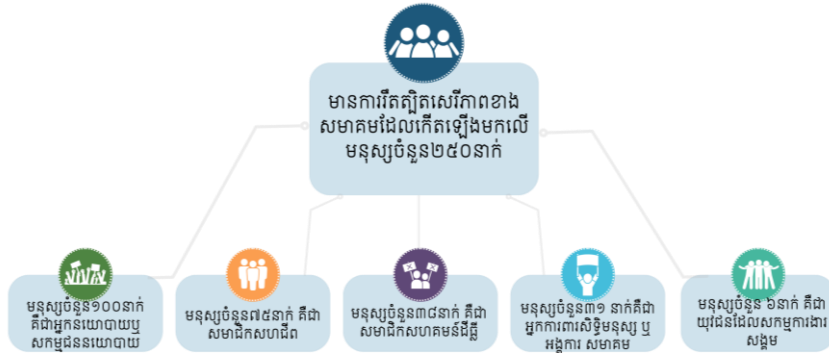 មានការរឹតត្បិតសេរីភាពខាង
សមាគមដែលកើតឡើងមកលើ
មនុស្សចំនួន២៥០នាក់
មនុស្សចំនួន១០០នាក់
គឺជាអ្នកនយោបាយឬ
សកម្មជននយោបាយ
មនុស្សចំនួន៧៥នាក់ គឺជា
សមាជិកសហជីព
មនុស្សចំនួន៣៨នាក់ គឺជា
សមាជិកសហគមន៍ដីធ្លី
មនុស្សចំនួន៣១ នាក់គឺជា
អ្នកការពារសិទ្ធិមនុស្ស ឬ
អង្គការ សមាគម
មនុស្សចំនួន ៦នាក់ គឺជា
យុវជនដែលសកម្មការងារ
សង្គម